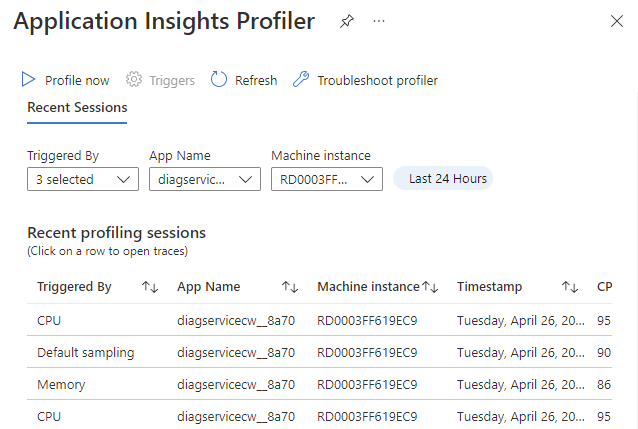 Application Insights Profiler ...
Profile now Triggers Refresh Troubleshoot profiler
Recent Sessions
Triggered By App Name Machine instance
3 selected diagservic... RD0003FF... Last 24 Hours
Recent profiling sessions
(Click on a row to open traces)
Triggered By App Name Machine instance Timestamp CP
CPU diagservicecw__8a70 RD0003FF619EC9 Tuesday, April 26, 20... 95
Default sampling diagservicecw__8a70 RD0003FF619EC9 Tuesday, April 26, 20... 90
Memory diagservicecw__8a70 RD0003FF619EC9 Tuesday, April 26, 20... 86
CPU diagservicecw__8a70 RD0003FF619EC9 Tuesday, April 26, 20... 95